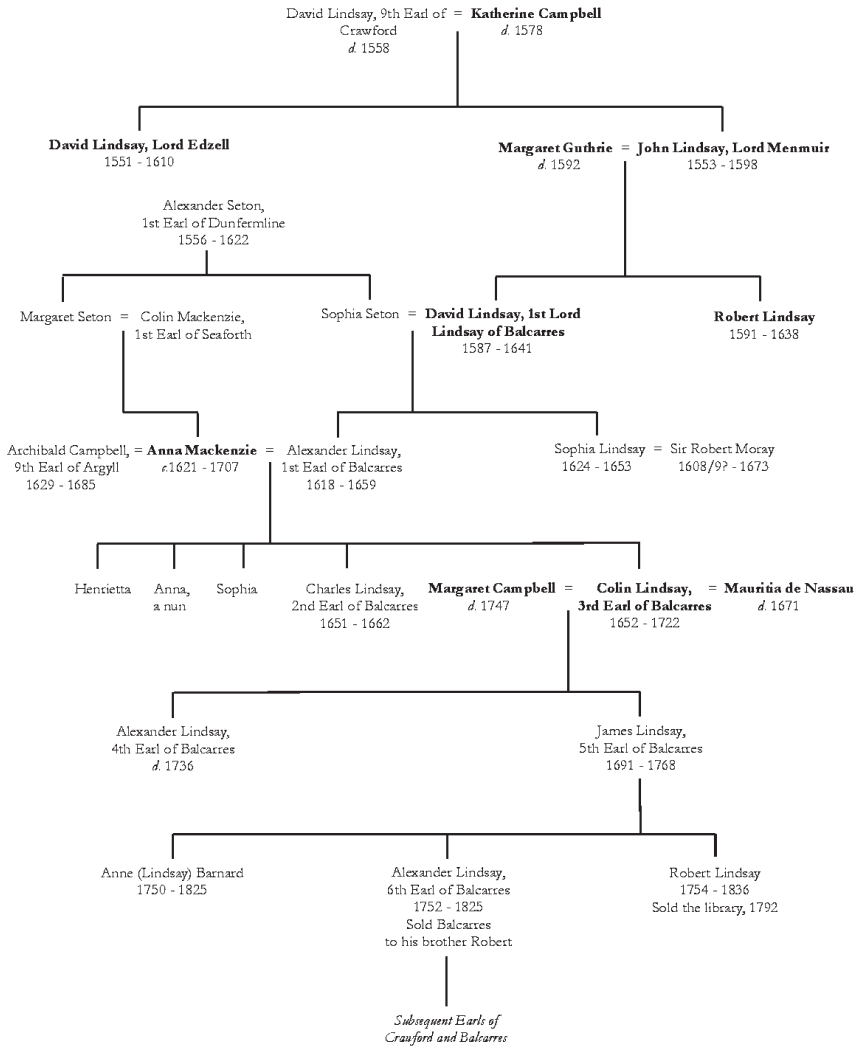 David Lindsay, 9th Earl of = Katherine Campbell
Crawford d. 1578
d. 1558
David Lindsay, Lord Edzell
1551 - 1610
Margaret Guthrie = John Lindsay, Lord Menmuir
d. 1592 1553 - 1598
Alexander Seton,
1st Earl of Dunfermline
1556 - 1622
Margaret Seton = Colin Mackenzie,
1st Earl of Seaforth
Sophia Seton = David Lindsay, 1st Lord
Lindsay of Balcarres
1587 - 1641
Robert Lindsay
1591 - 1638
Archibald Campbell, = Anna Mackenzie = Alexander Lindsay,
9th Earl of Argyll c.1621 - 1707 1st Earl of Balcarres
1629 - 1685 1618 - 1659
Sophia Lindsay = Sir Robert Moray
1624 - 1653 1608/9? - 1673
Henrietta
Anna,
a nun
Sophia
Charles Lindsay,
2nd Earl of Balcarres
1651 - 1662
Margaret Campbell = Colin Lindsay, = Mauritia de Nassau
d. 1747 3rd Earl of Balcarres d. 1671
1652 - 1722
Alexander Lindsay,
4th Earl of Balcarres
d. 1736
James Lindsay,
5th Earl of Balcarres
1691 - 1768
Anne (Lindsay) Barnard
1750 - 1825
Alexander Lindsay,
6th Earl of Balcarres
1752 - 1825
Sold Balcarres
to his brother Robert
Robert Lindsay
1754 - 1836
Sold the library, 1792
Subsequent Earls of
Crauford and Balcarres